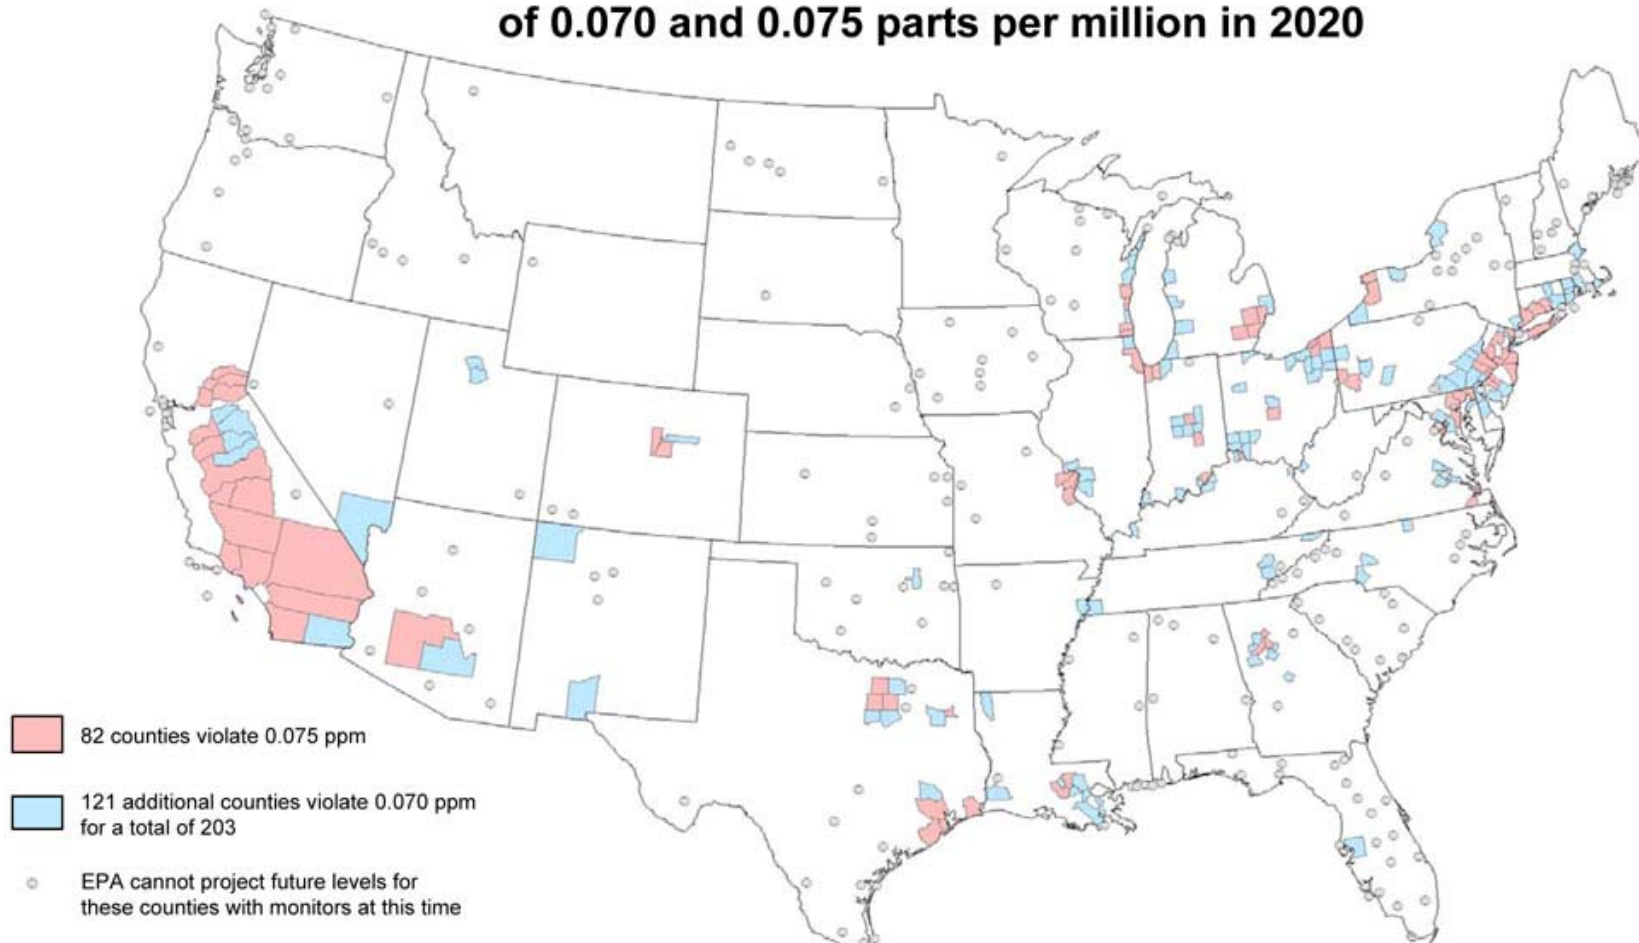 of 0.070 and 0.075 parts per million in 2020
82 counties violate 0.075 ppm
121 additional counties violate 0.070 ppm
for a total of 203
EPA cannot project future levels for
these counties with monitors at this time